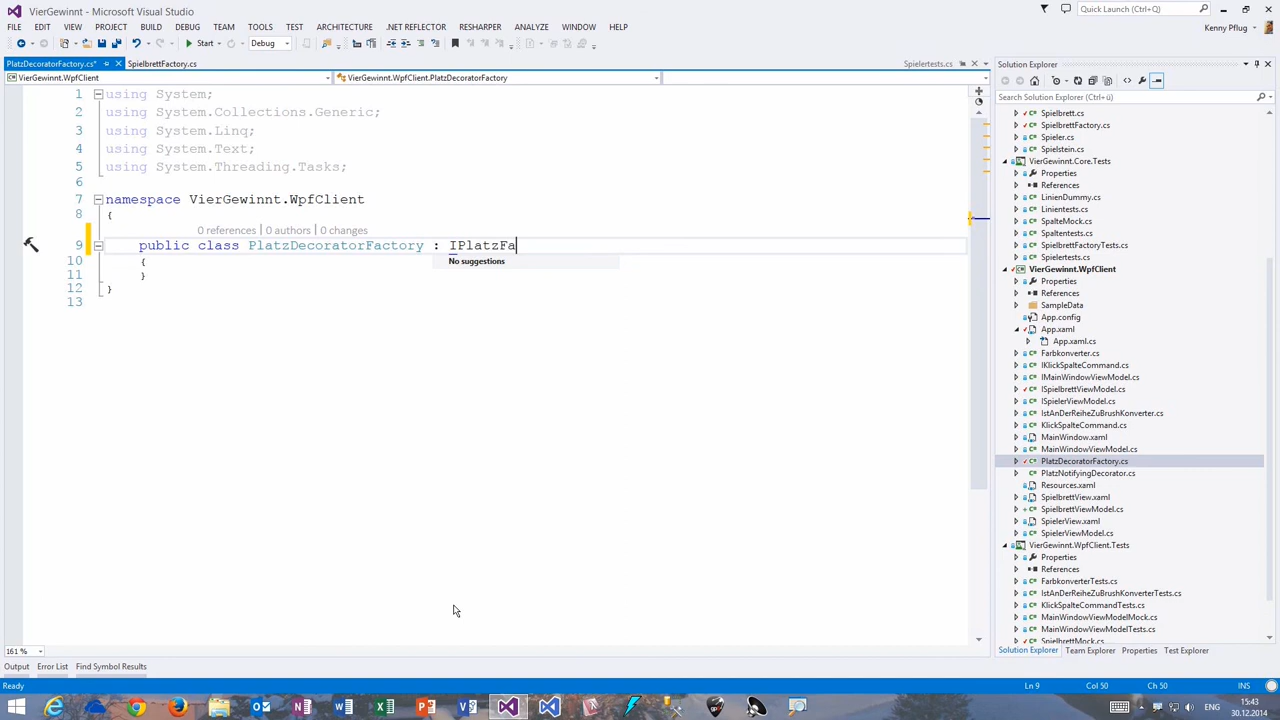 VierGewinnt - Microsoft Visual Studio
Quick Launch (Ctrl+Q)
FILE EDIT VIEW PROJECT BUILD DEBUG TEAM TOOLS TEST ARCHITECTURE .NET REFLECTOR RESHARPER ANALYZE WINDOW HELP
Kenny Pflug
Start
Debug
PlatzDecoratorFactory.cs*
SpielbrettFactory.cs
Spielertests.cs
VierGewinnt.WpfClient
VierGewinnt.WpfClient.PlatzDecoratorFactory
1 using System;
2 using System.Collections.Generic;
3 using System.Linq;
4 using System.Text;
5 using System.Threading.Tasks;
6
7 namespace VierGewinnt.WpfClient
8 {
0 references | 0 authors | 0 changes
9 public class PlatzDecoratorFactory : IPlatzFa
10 {
No suggestions
11 }
12 }
13
161 %
Output Error List Find Symbol Results
Ready
Ln 9 Col 50 Ch 50 INS
Solution Explorer
Search Solution Explorer (Ctrl+ü)
Spielbrett.cs
SpielbrettFactory.cs
Spieler.cs
Spielstein.cs
VierGewinnt.Core.Tests
Properties
References
LinienDummy.cs
Linientests.cs
SpalteMock.cs
Spaltentests.cs
SpielbrettFactoryTests.cs
Spielertests.cs
VierGewinnt.WpfClient
Properties
References
SampleData
App.config
App.xaml
App.xaml.cs
Farbkonverter.cs
IKlickSpalteCommand.cs
IMainWindowViewModel.cs
ISpielbrettViewModel.cs
ISpielerViewModel.cs
IstAnDerReiheZuBrushKonverter.cs
KlickSpalteCommand.cs
MainWindow.xaml
MainWindowViewModel.cs
PlatzDecoratorFactory.cs
PlatzNotifyingDecorator.cs
Resources.xaml
SpielbrettView.xaml
SpielbrettViewModel.cs
SpielerView.xaml
SpielerViewModel.cs
VierGewinnt.WpfClient.Tests
Properties
References
FarbkonverterTests.cs
IstAnDerReiheZuBrushKonverterTests.cs
KlickSpalteCommandTests.cs
MainWindowViewModelMock.cs
MainWindowViewModelTests.cs
SpielbrettMock.cs
Solution Explorer Team Explorer Properties Test Explorer
ENG
15:43
30.12.2014